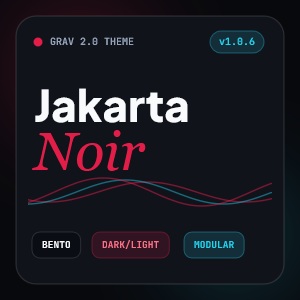 GRAV 2.0 THEME
v1.0.6
Jakarta
Noir
BENTO
DARK/LIGHT
MODULAR